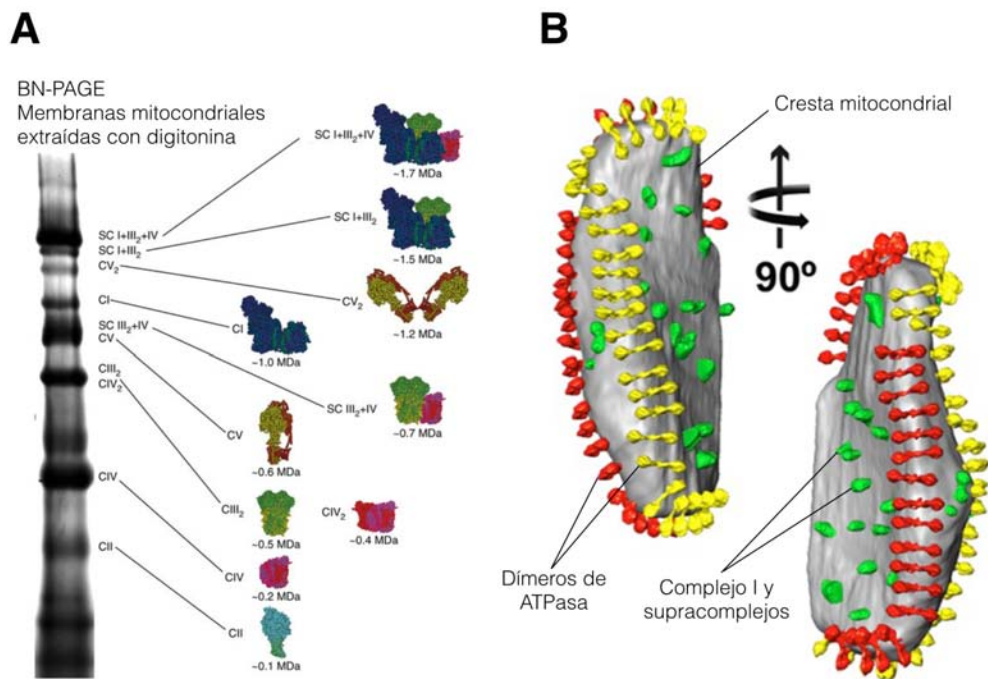 A
BN-PAGE
Membranas mitocondriales
extraídas con digitonina
SC I+III₂+IV
SC I+III₂
CV₂
CI
SC III₂+IV
CV
CIII₂
CIV₂
CIV
CII
SC I+III₂+IV
~1.7 MDa
SC I+III₂
~1.5 MDa
CV₂
~1.2 MDa
CI
~1.0 MDa
SC III₂+IV
~0.7 MDa
CV
~0.6 MDa
CIII₂
~0.5 MDa
CIV₂
~0.4 MDa
CIV
~0.2 MDa
CII
~0.1 MDa
B
Cresta mitocondrial
90º
Dímeros de
ATPasa
Complejo I y
supracomplejos